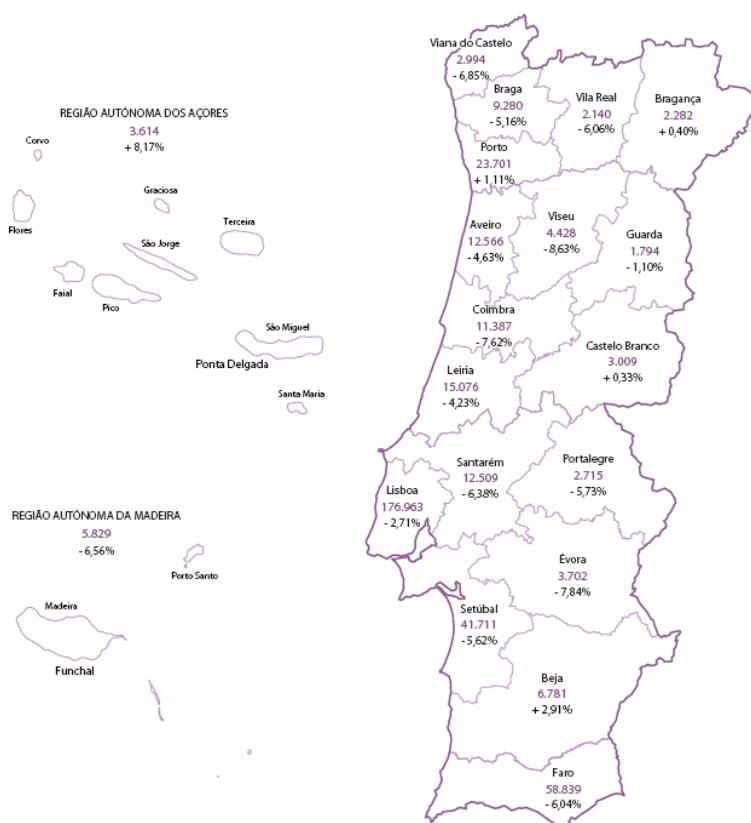 Viana do Castelo
2.994
- 6,85%
Braga
9.280
- 5,16%
Vila Real
2.140
- 6,06%
Bragança
2.282
+ 0,40%
Porto
23.701
+ 1,11%
REGIÃO AUTÓNOMA DOS AÇORES
3.614
+ 8,17%
Corvo
Flores
Graciosa
Terceira
São Jorge
Faial
Pico
São Miguel
Ponta Delgada
Santa Maria
Aveiro
12.566
- 4,63%
Viseu
4.428
- 8,63%
Guarda
1.794
- 1,10%
Coimbra
11.387
- 7,62%
Castelo Branco
3.009
+ 0,33%
Leiria
15.076
- 4,23%
Santarém
12.509
- 6,38%
Portalegre
2.715
- 5,73%
Lisboa
176.963
- 2,71%
REGIÃO AUTÓNOMA DA MADEIRA
5.829
- 6,56%
Porto Santo
Madeira
Funchal
Évora
3.702
- 7,84%
Setúbal
41.711
- 5,62%
Beja
6.781
+ 2,91%
Faro
58.839
- 6,04%